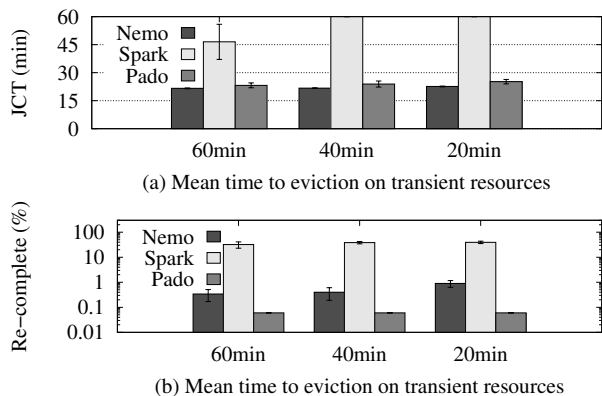 JCT (min)
60
45
30
15
0
Nemo
Spark
Pado
60min 40min 20min
(a) Mean time to eviction on transient resources
Re−complete (%)
100
10
1
0.1
0.01
Nemo
Spark
Pado
60min 40min 20min
(b) Mean time to eviction on transient resources